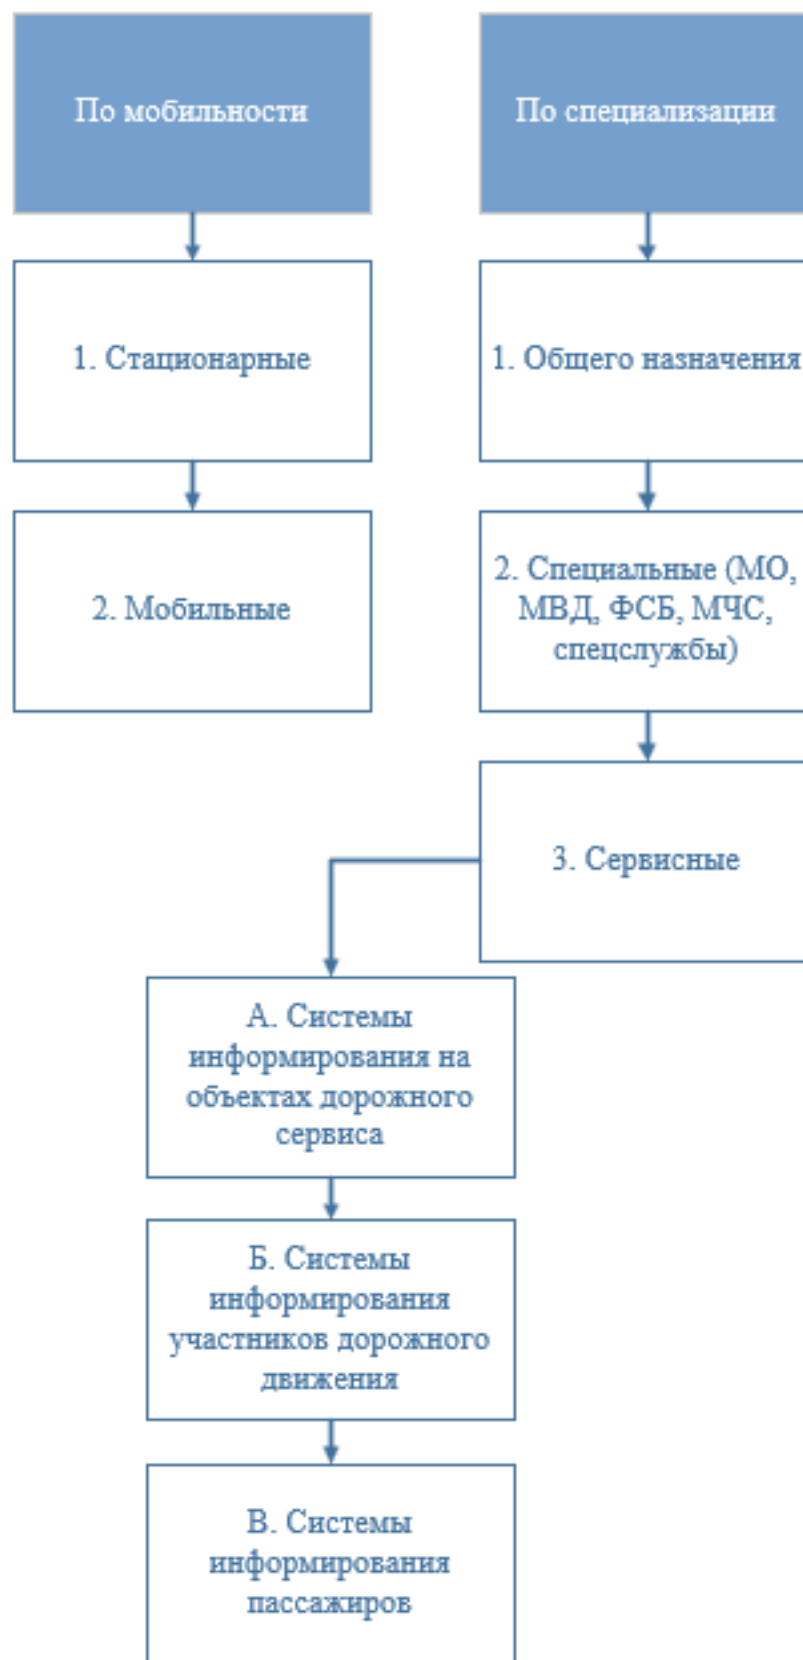 По мобильности
1. Стационарные
2. Мобильные
По специализации
1. Общего назначения
2. Специальные (МО,
МВД, ФСБ, МЧС,
спецслужбы)
3. Сервисные
А. Системы
информирования на
объектах дорожного
сервиса
Б. Системы
информирования
участников дорожного
движения
В. Системы
информирования
пассажиров